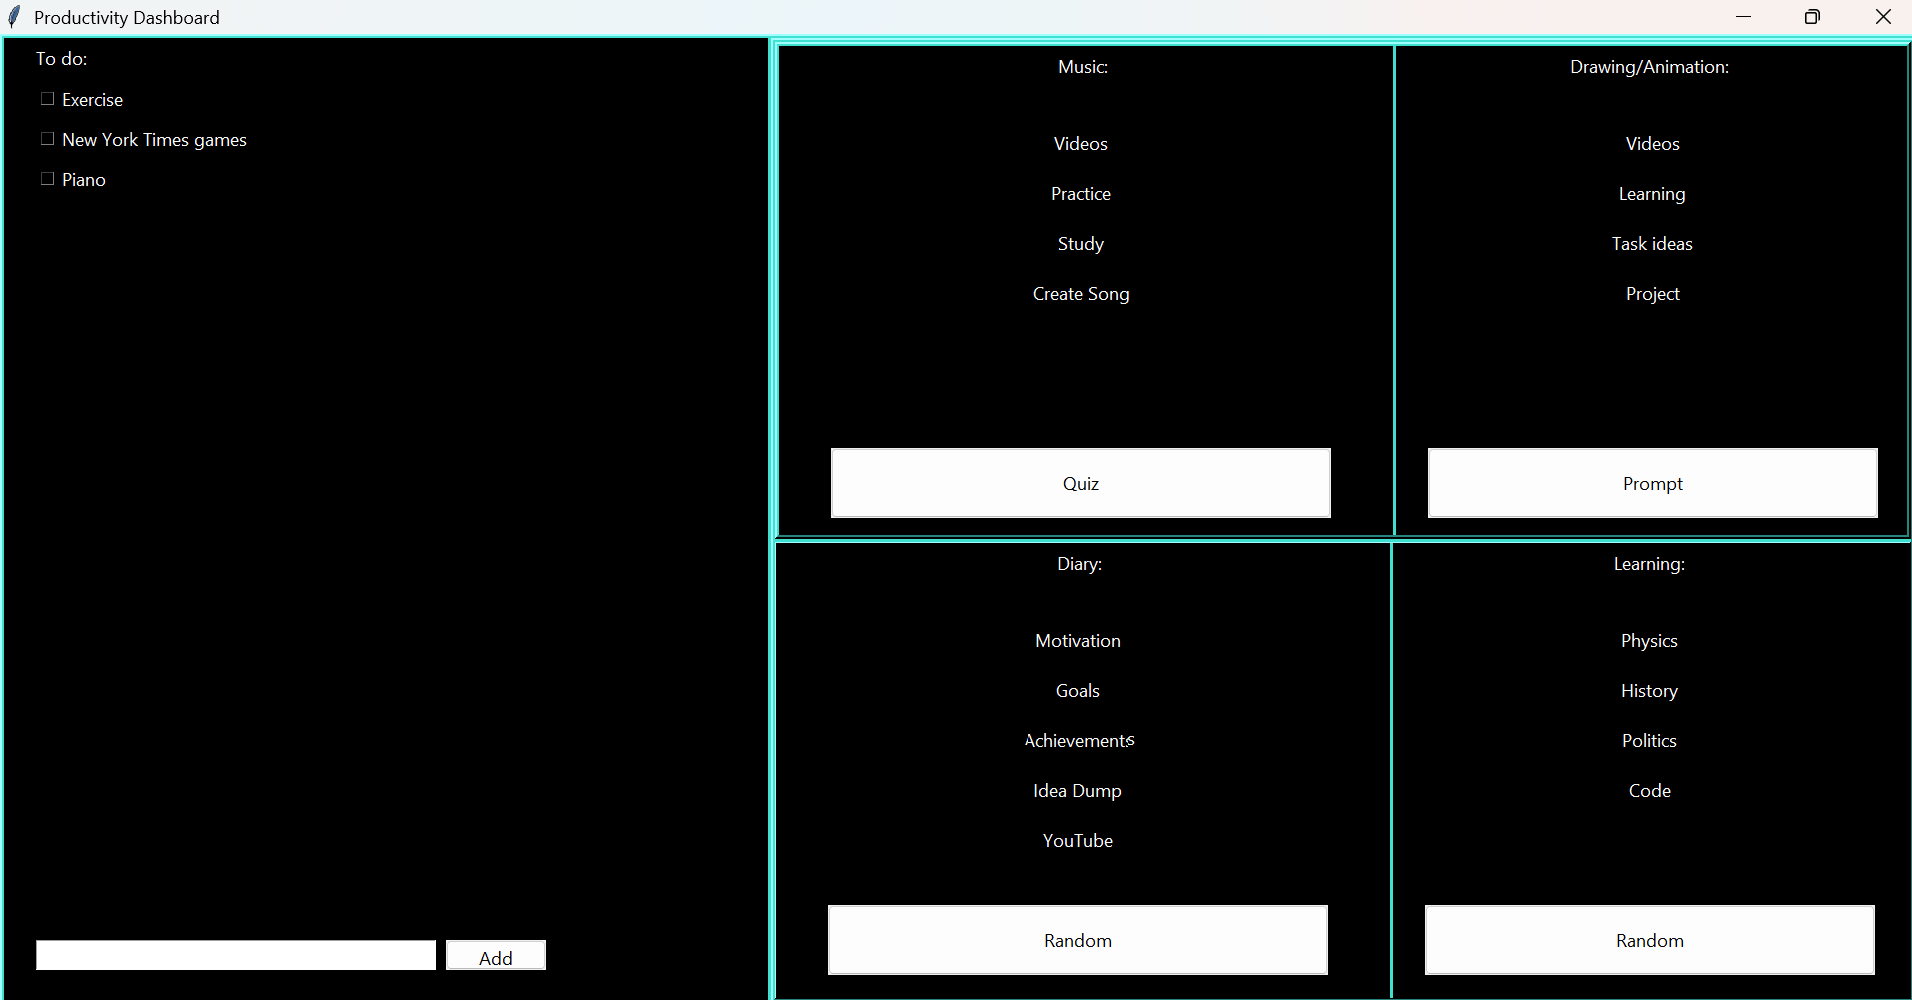 Productivity Dashboard
To do:
Exercise
New York Times games
Piano
Add
Music:
Videos
Practice
Study
Create Song
Quiz
Drawing/Animation:
Videos
Learning
Task ideas
Project
Prompt
Diary:
Motivation
Goals
Achievements
Idea Dump
YouTube
Random
Learning:
Physics
History
Politics
Code
Random